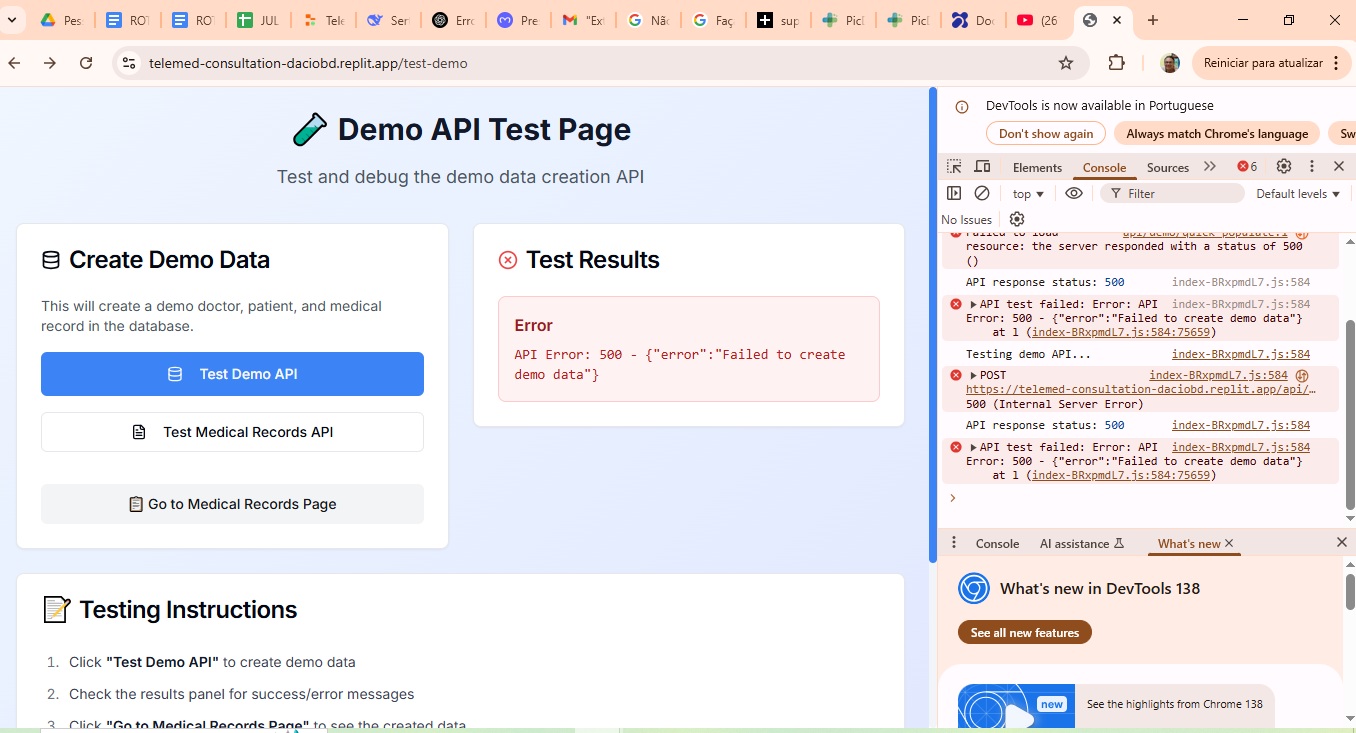 Pes
ROT
RO
JUL
Tele
Ser
Erro
Pre
"Ext
Não
Faç
sup
Picl
Picl
Doc
(26
telemed-consultation-daciobd.replit.app/test-demo
Reiniciar para atualizar
Demo API Test Page
Test and debug the demo data creation API
Create Demo Data
This will create a demo doctor, patient, and medical
record in the database.
Test Demo API
Test Medical Records API
Go to Medical Records Page
Test Results
Error
API Error: 500 - {"error":"Failed to create
demo data"}
Testing Instructions
1. Click "Test Demo API" to create demo data
2. Check the results panel for success/error messages
3. Click "Go to Medical Records Page" to see the created data
DevTools is now available in Portuguese
Don't show again
Always match Chrome's language
Sw
Elements
Console
Sources
6
top
Filter
Default levels
No Issues
Failed to load api/demo/quick-populate:1
resource: the server responded with a status of 500
()
API response status: 500 index-BRxpmdL7.js:584
API test failed: Error: API index-BRxpmdL7.js:584
Error: 500 - {"error":"Failed to create demo data"}
at l (index-BRxpmdL7.js:584:75659)
Testing demo API... index-BRxpmdL7.js:584
POST index-BRxpmdL7.js:584
https://telemed-consultation-daciobd.replit.app/api/…
500 (Internal Server Error)
API response status: 500 index-BRxpmdL7.js:584
API test failed: Error: API index-BRxpmdL7.js:584
Error: 500 - {"error":"Failed to create demo data"}
at l (index-BRxpmdL7.js:584:75659)
Console
AI assistance
What's new
What's new in DevTools 138
See all new features
new
See the highlights from Chrome 138